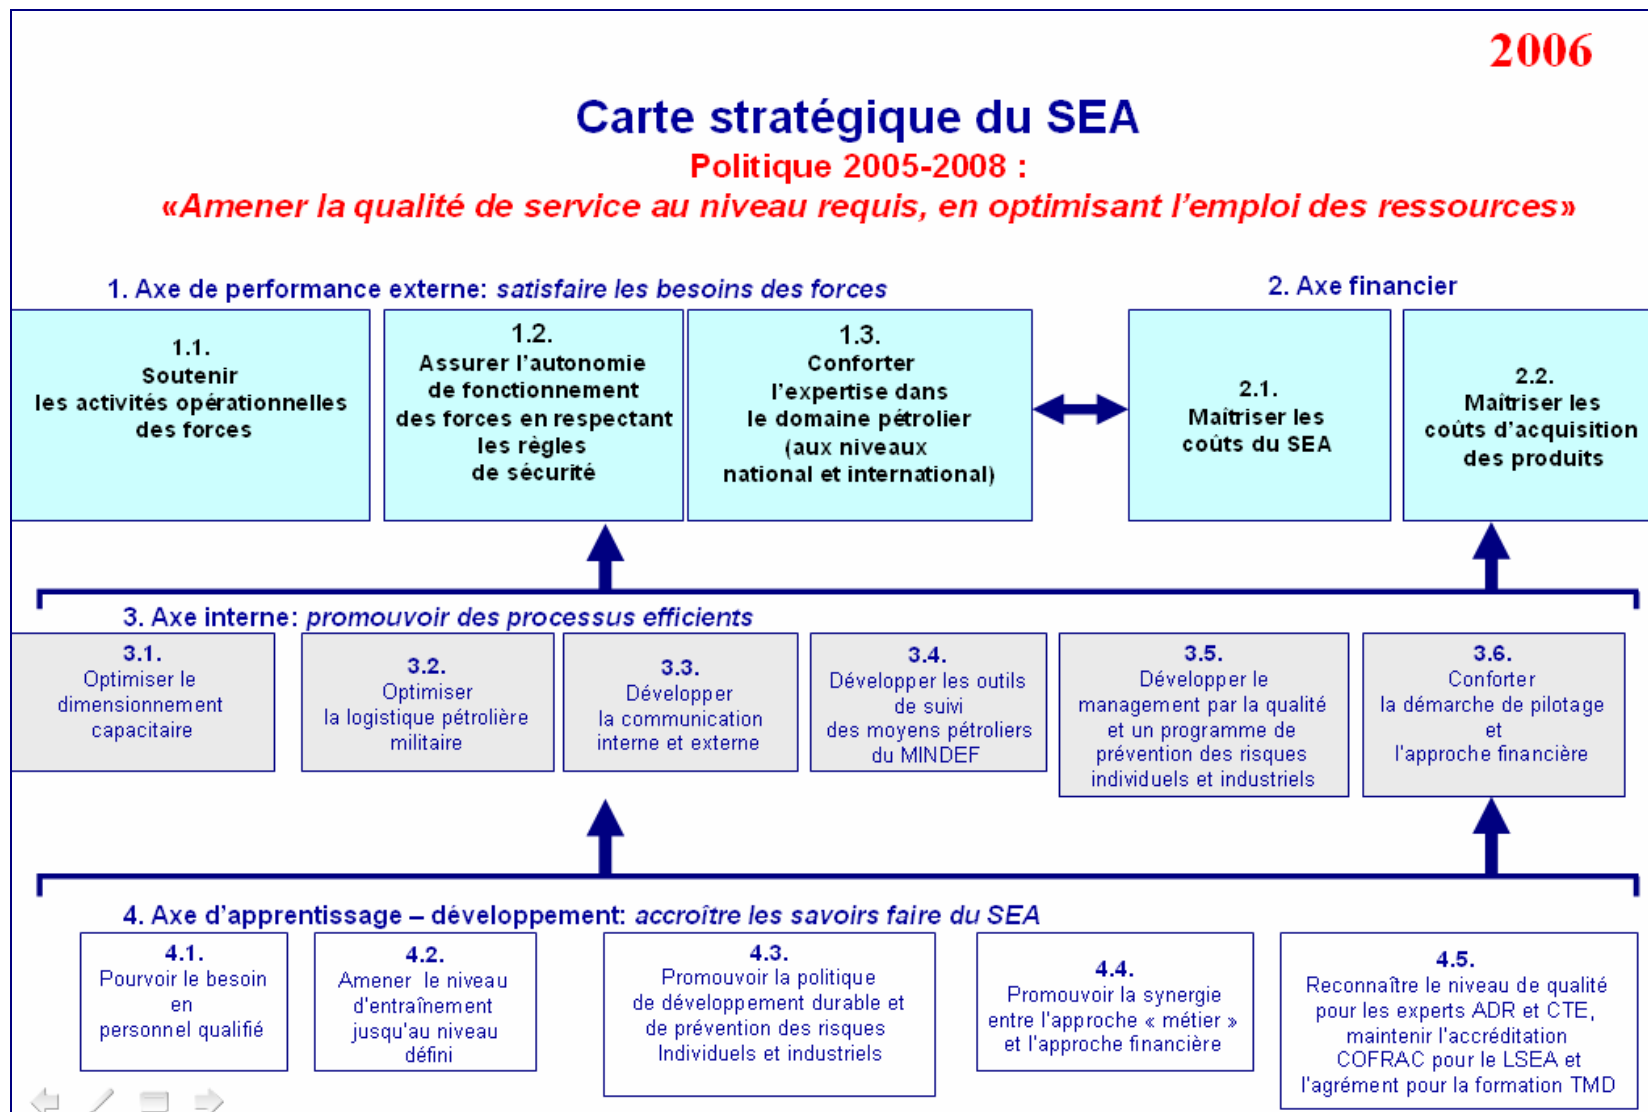 2006
Carte stratégique du SEA
Politique 2005-2008 :
«Amener la qualité de service au niveau requis, en optimisant l'emploi des ressources»
1. Axe de performance externe: satisfaire les besoins des forces
2. Axe financier
1.1.
Soutenir
les activités opérationnelles
des forces
1.2.
Assurer l'autonomie
de fonctionnement
des forces en respectant
les règles
de sécurité
1.3.
Conforter
l'expertise dans
le domaine pétrolier
(aux niveaux
national et international)
2.1.
Maîtriser les
coûts du SEA
2.2.
Maîtriser les
coûts d'acquisition
des produits
3. Axe interne: promouvoir des processus efficients
3.1.
Optimiser le
dimensionnement
capacitaire
3.2.
Optimiser
la logistique pétrolière
militaire
3.3.
Développer
la communication
interne et externe
3.4.
Développer les outils
de suivi
des moyens pétroliers
du MINDEF
3.5.
Développer le
management par la qualité
et un programme de
prévention des risques
individuels et industriels
3.6.
Conforter
la démarche de pilotage
et
l'approche financière
4. Axe d'apprentissage – développement: accroître les savoirs faire du SEA
4.1.
Pourvoir le besoin
en
personnel qualifié
4.2.
Amener le niveau
d'entraînement
jusqu'au niveau
défini
4.3.
Promouvoir la politique
de développement durable et
de prévention des risques
Individuels et industriels
4.4.
Promouvoir la synergie
entre l'approche « métier »
et l'approche financière
4.5.
Reconnaître le niveau de qualité
pour les experts ADR et CTE,
maintenir l'accréditation
COFRAC pour le LSEA et
l'agrément pour la formation TMD